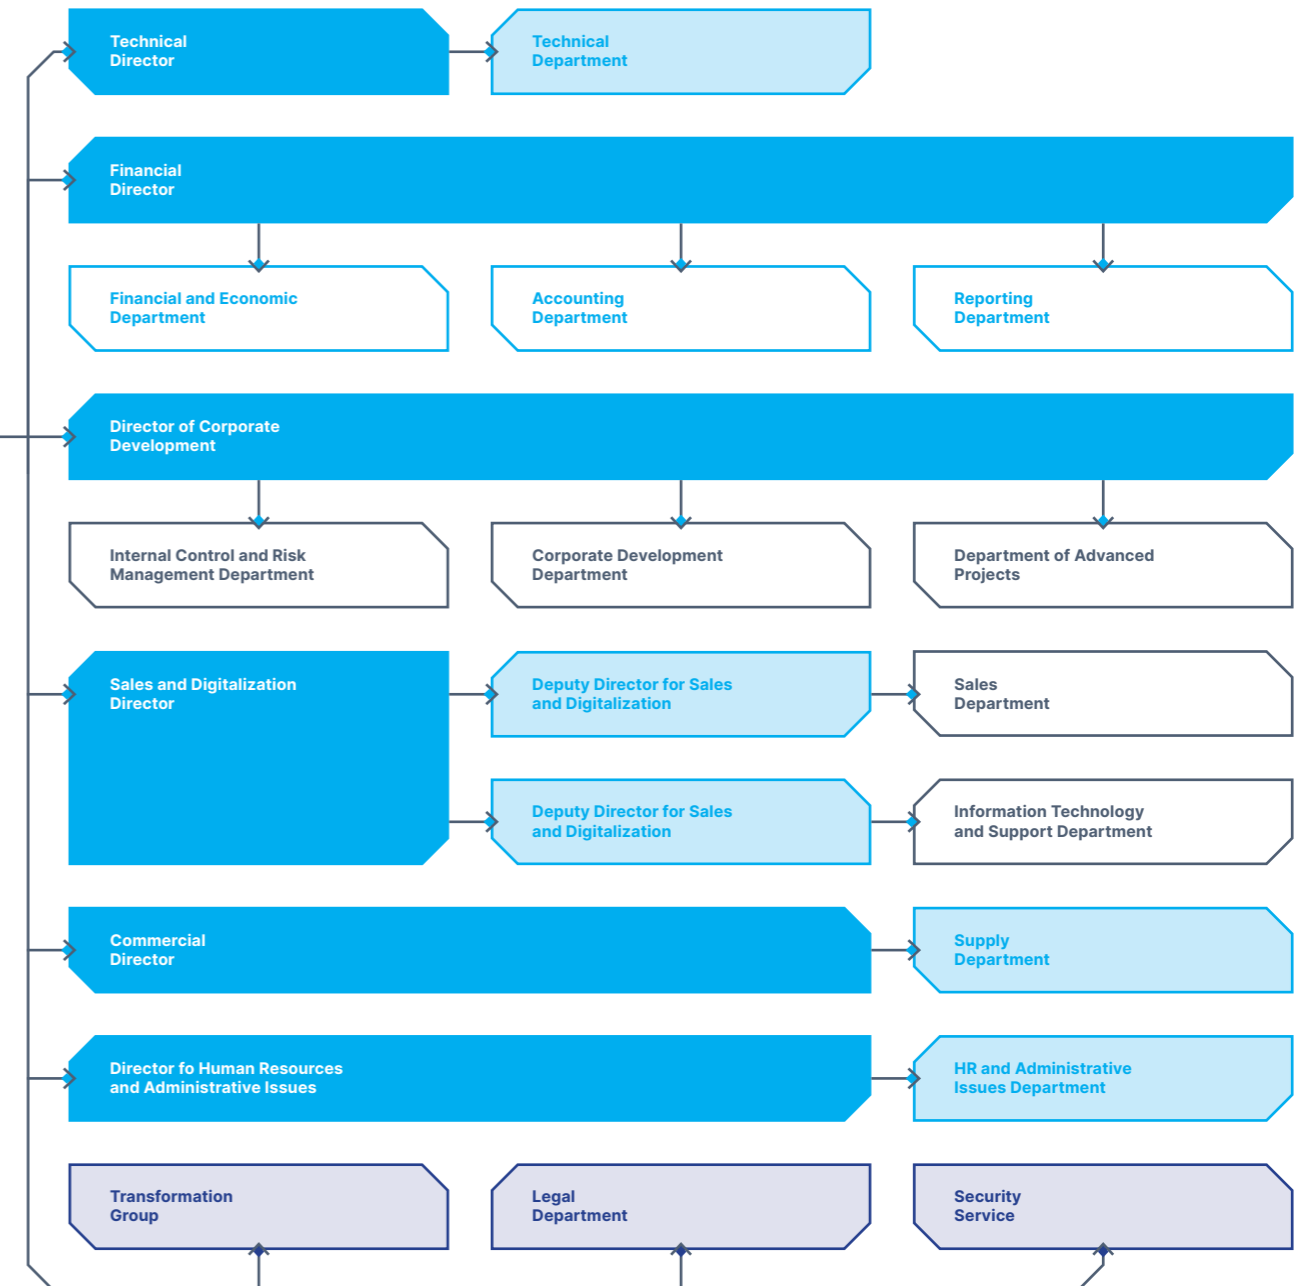 Technical
Director
Technical
Department
Financial
Director
Financial and Economic
Department
Accounting
Department
Reporting
Department
Director of Corporate
Development
Internal Control and Risk
Management Department
Corporate Development
Department
Department of Advanced
Projects
Sales and Digitalization
Director
Deputy Director for Sales
and Digitalization
Sales
Department
Deputy Director for Sales
and Digitalization
Information Technology
and Support Department
Commercial
Director
Supply
Department
Director fo Human Resources
and Administrative Issues
HR and Administrative
Issues Department
Transformation
Group
Legal
Department
Security
Service